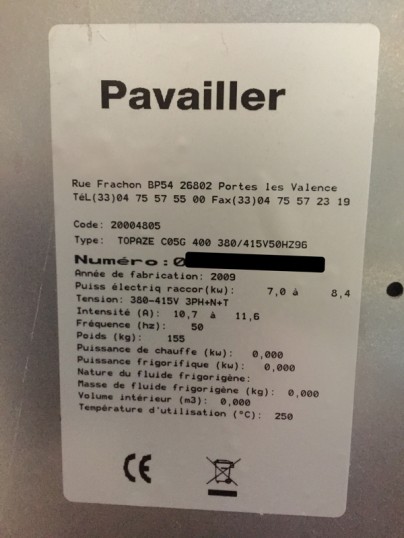 Pavailler
Rue Frachon BP54 26802 Portes les Valence
TéL(33)04 75 57 55 00 Fax(33)04 75 57 23 19
Code: 20004805
Type: TOPAZE C05G 400 380/415V50HZ96
Numéro:0
Année de fabrication: 2009
Puiss électriq raccor(kw): 7,0 à 8,4
Tension: 380-415V 3PH+N+T
Intensité (A): 10,7 à 11,6
Fréquence (hz): 50
Poids (kg): 155
Puissance de chauffe (kw): 0,000
Puissance frigorifique (kw): 0,000
Nature du fluide frigorigène:
Masse de fluide frigorigène (kg): 0,000
Volume intérieur (m3): 0,000
Température d'utilisation (°C): 250
CE